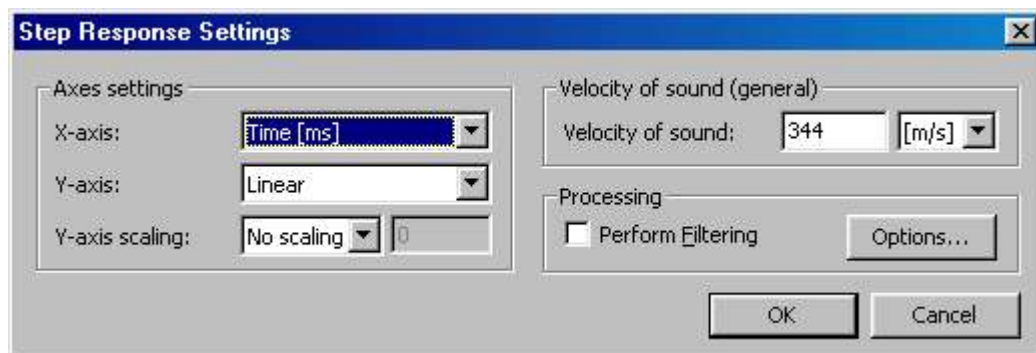 Step Response Settings
Axes settings
X-axis: Time [ms]
Y-axis: Linear
Y-axis scaling: No scaling 0
Velocity of sound (general)
Velocity of sound: 344 [m/s]
Processing
Perform Filtering Options...
OK Cancel